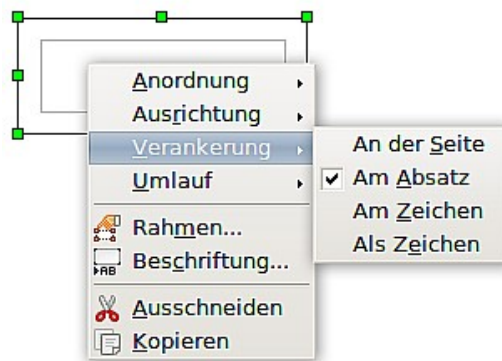 Anordnung
Ausrichtung
Verankerung
Umlauf
Rahmen...
Beschriftung...
Ausschneiden
Kopieren
An der Seite
Am Absatz
Am Zeichen
Als Zeichen